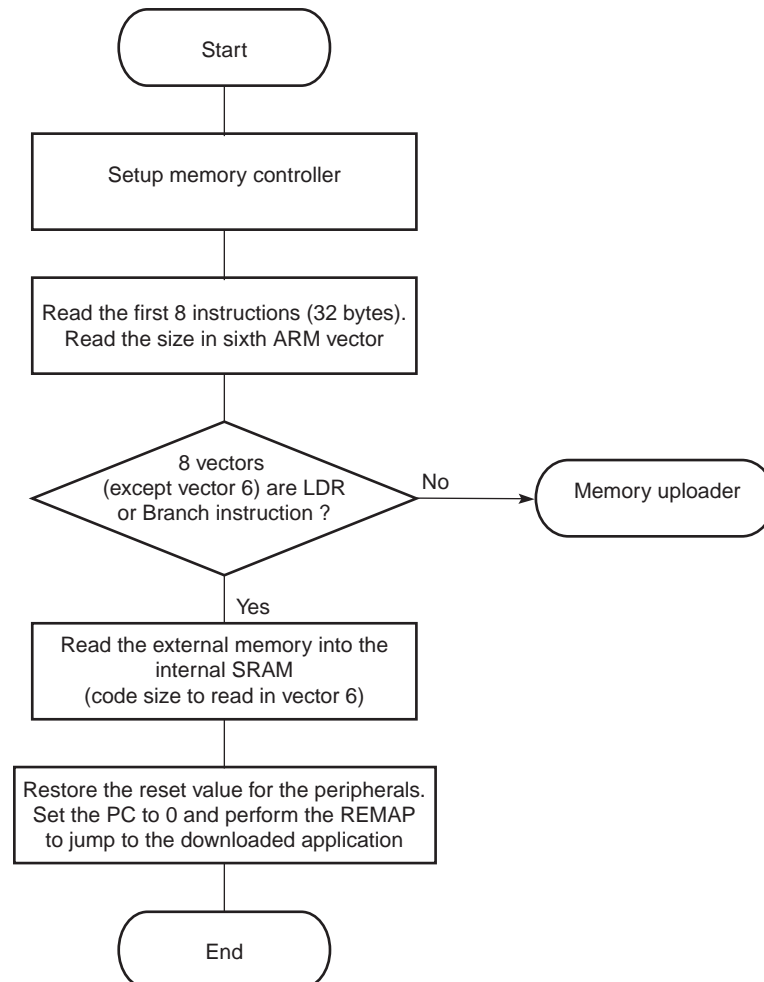 Start
Setup memory controller
Read the first 8 instructions (32 bytes).
Read the size in sixth ARM vector
8 vectors
(except vector 6) are LDR
or Branch instruction ?
No
Memory uploader
Yes
Read the external memory into the
internal SRAM
(code size to read in vector 6)
Restore the reset value for the peripherals.
Set the PC to 0 and perform the REMAP
to jump to the downloaded application
End